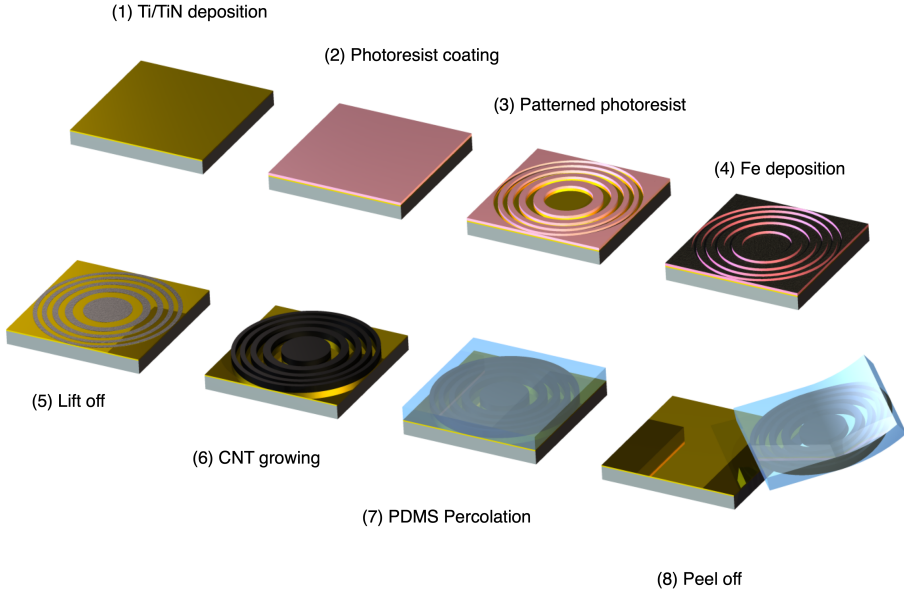 (1) Ti/TiN deposition
(2) Photoresist coating
(3) Patterned photoresist
(4) Fe deposition
(5) Lift off
(6) CNT growing
(7) PDMS Percolation
(8) Peel off